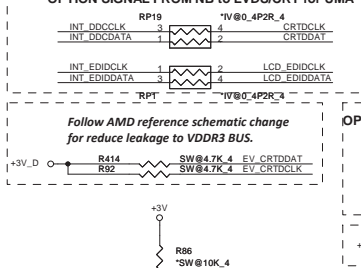 OPTION SIGNAL FROM NB to LVDS/CRT for UMA
RP19 *IV@0_4P2R_4
INT_DDCCLK 3 4 CRTDCLK
INT_DDCDATA 1 2 CRTDDAT
INT_EDIDCLK 1 2 LCD_EDIDCLK
INT_EDIDDATA 3 4 LCD_EDIDDATA
RP1 *IV@0_4P2R_4
Follow AMD reference schematic change
for reduce leakage to VDDR3 BUS.
OP
+3V_D R414 SW@4.7K_4 EV_CRTDDAT
R92 SW@4.7K_4 EV_CRTDCLK
+3V
R86
*SW@10K_4
+